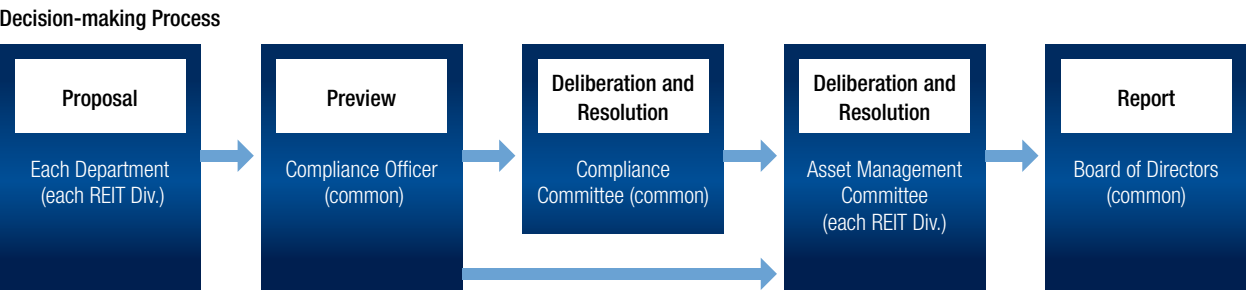 Decision-making Process
Proposal
Each Department
(each REIT Div.)
Preview
Compliance Officer
(common)
Deliberation and
Resolution
Compliance
Committee (common)
Deliberation and
Resolution
Asset Management
Committee
(each REIT Div.)
Report
Board of Directors
(common)